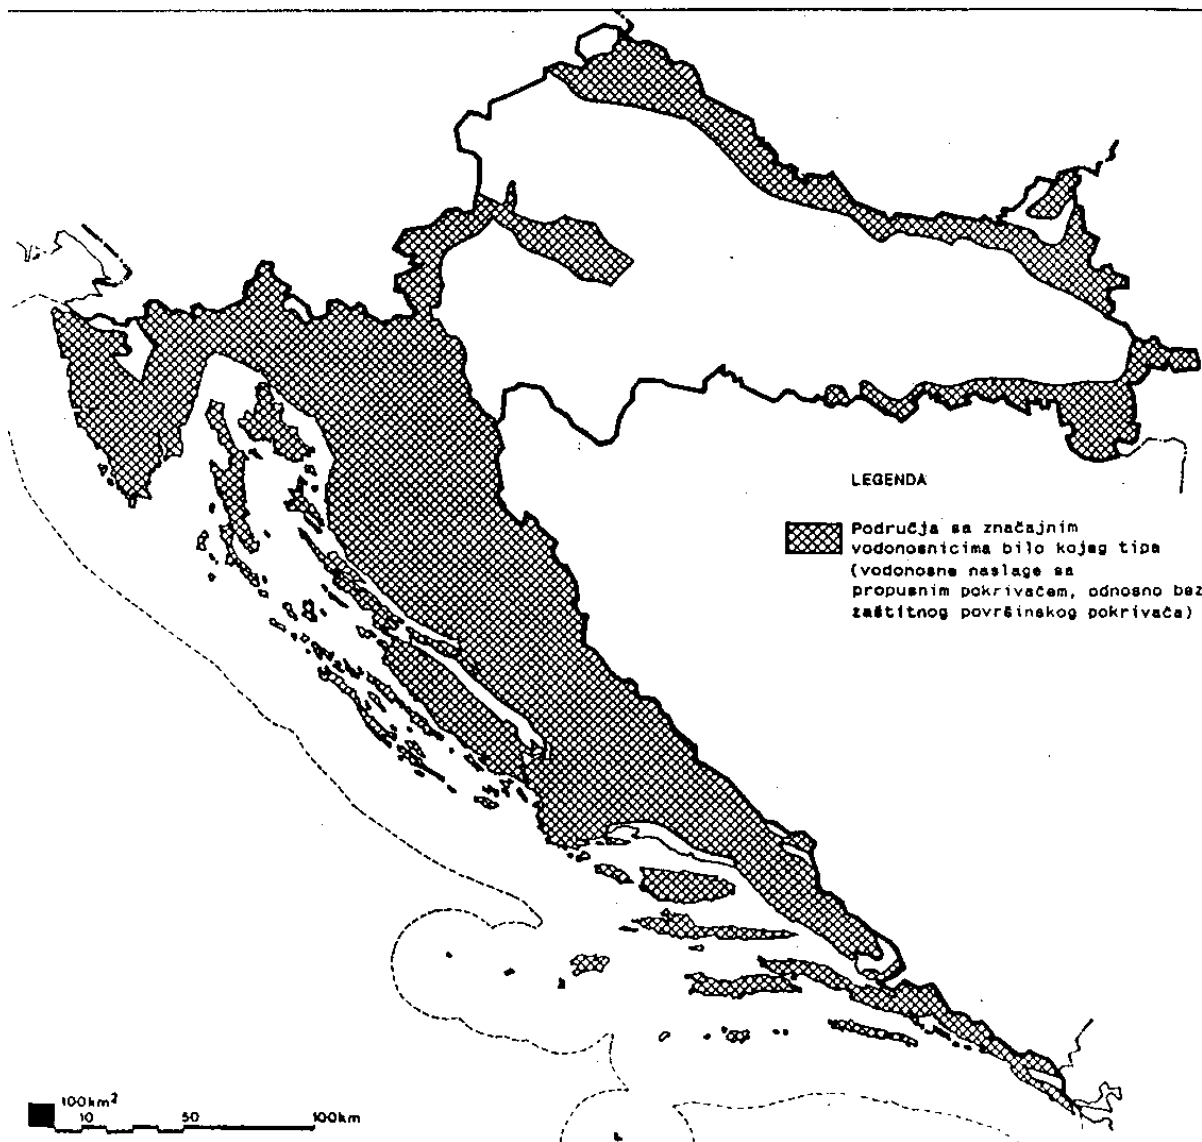 LEGENDA
Područja sa značajnim
vodonosnicima bilo kojeg tipa
(vodonosne naslage sa
propusnim pokrivačem, odnosno bez
zaštitnog površinskog pokrivača)
100km²
10 50 100km